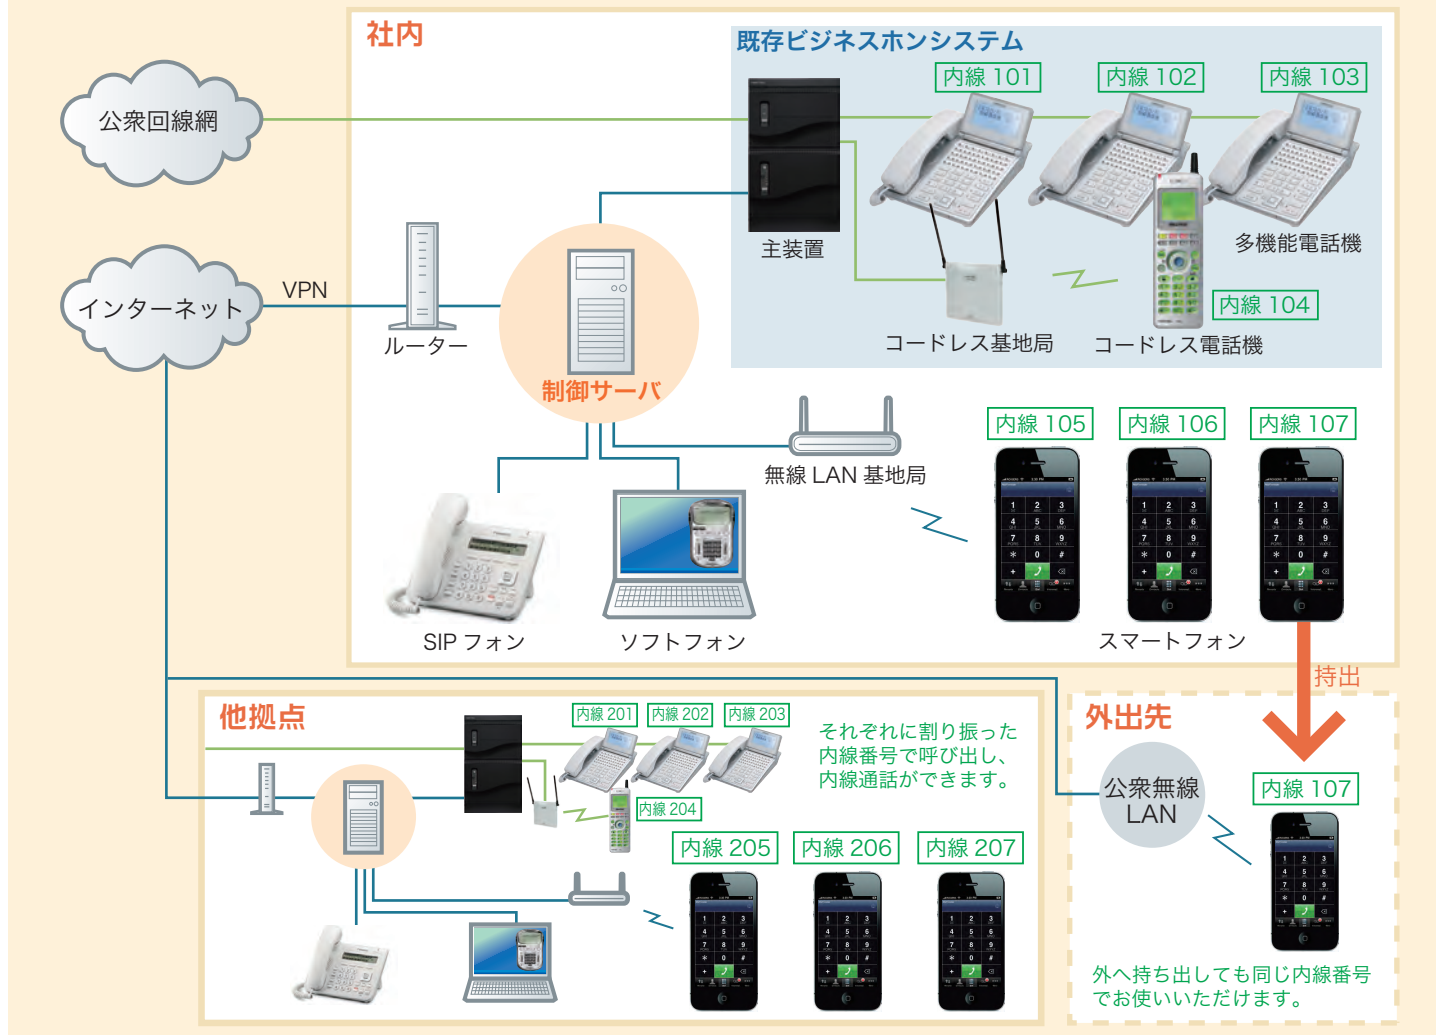 社内
既存ビジネスホンシステム
内線 101
内線 102
内線 103
公衆回線網
主装置
多機能電話機
インターネット
VPN
ルーター
内線 104
コードレス基地局
コードレス電話機
制御サーバ
内線 105
内線 106
内線 107
無線 LAN 基地局
SIP フォン
ソフトフォン
スマートフォン
持出
他拠点
内線 201
内線 202
内線 203
それぞれに割り振った
内線番号で呼び出し、
内線通話ができます。
内線 204
内線 205
内線 206
内線 207
外出先
公衆無線
LAN
内線 107
外へ持ち出しても同じ内線番号
でお使いいただけます。